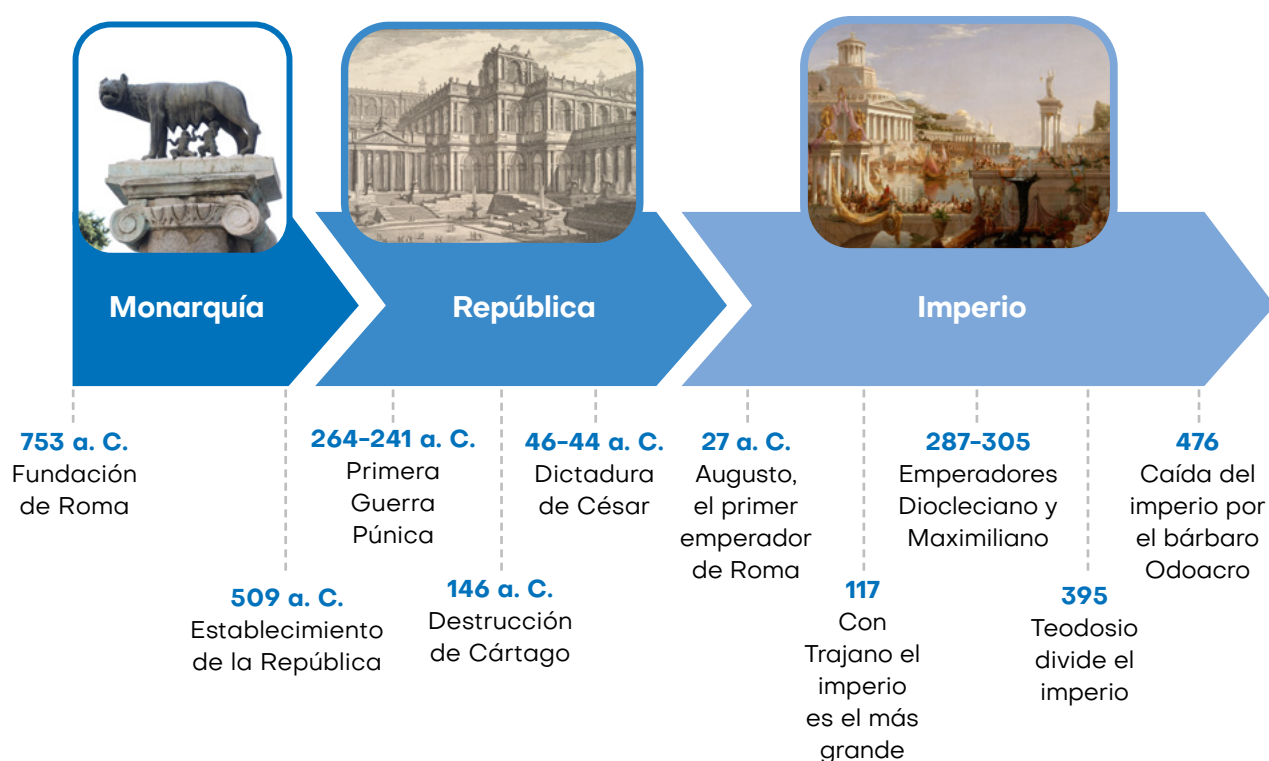 Monarquía
República
Imperio
753 a. C.
Fundación
de Roma
509 a. C.
Establecimiento
de la República
264-241 a. C.
Primera
Guerra
Púnica
146 a. C.
Destrucción
de Cártago
46-44 a. C.
Dictadura
de César
27 a. C.
Augusto,
el primer
emperador
de Roma
117
Con
Trajano el
imperio
es el más
grande
287-305
Emperadores
Diocleciano y
Maximiliano
395
Teodosio
divide el
imperio
476
Caída del
imperio por
el bárbaro
Odoacro